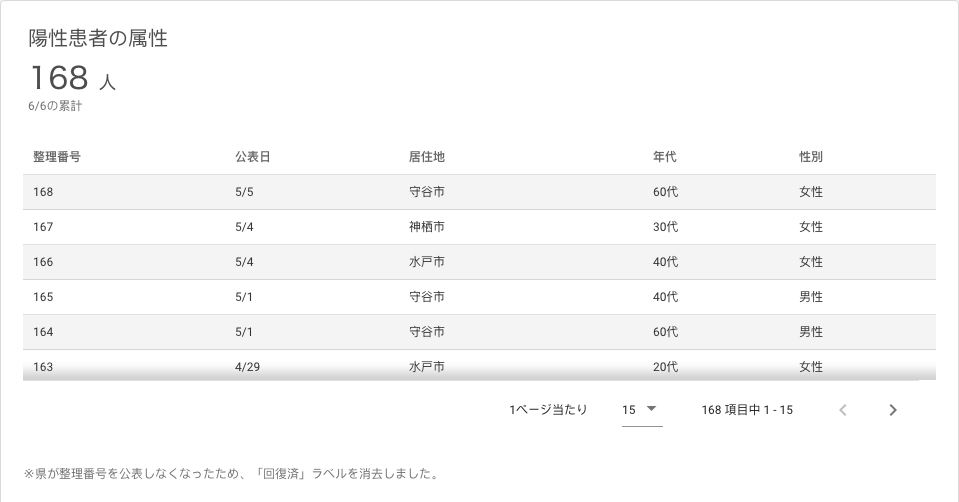 陽性患者の属性
168 人
6/6の累計
整理番号 公表日 居住地 年代 性別
168 5/5 守谷市 60代 女性
167 5/4 神栖市 30代 女性
166 5/4 水戸市 40代 女性
165 5/1 守谷市 40代 男性
164 5/1 守谷市 60代 男性
163 4/29 水戸市 20代 女性
1ページ当たり 15 168 項目中 1 - 15
※県が整理番号を公表しなくなったため、「回復済」ラベルを消去しました。